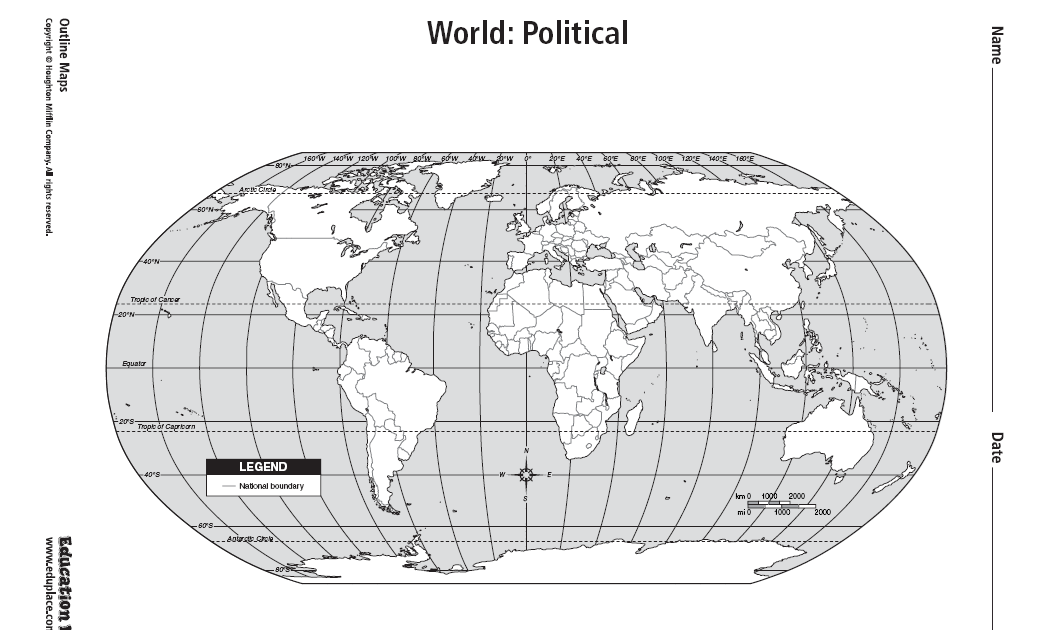 World: Political
Outline Maps
Copyright © Houghton Mifflin Company. All rights reserved.
Name
160°W 140°W 120°W 100°W 80°W 60°W 40°W 20°W 0° 20°E 40°E 60°E 80°E 100°E 120°E 140°E 160°E
80°N
Arctic Circle
60°N
40°N
Tropic of Cancer
20°N
Equator
20°S
Tropic of Capricorn
Date
N
W E
S
LEGEND
National boundary
40°S
km 0 1000 2000
mi 0 1000 2000
60°S
Antarctic Circle
80°S
Education
www.eduplace.co